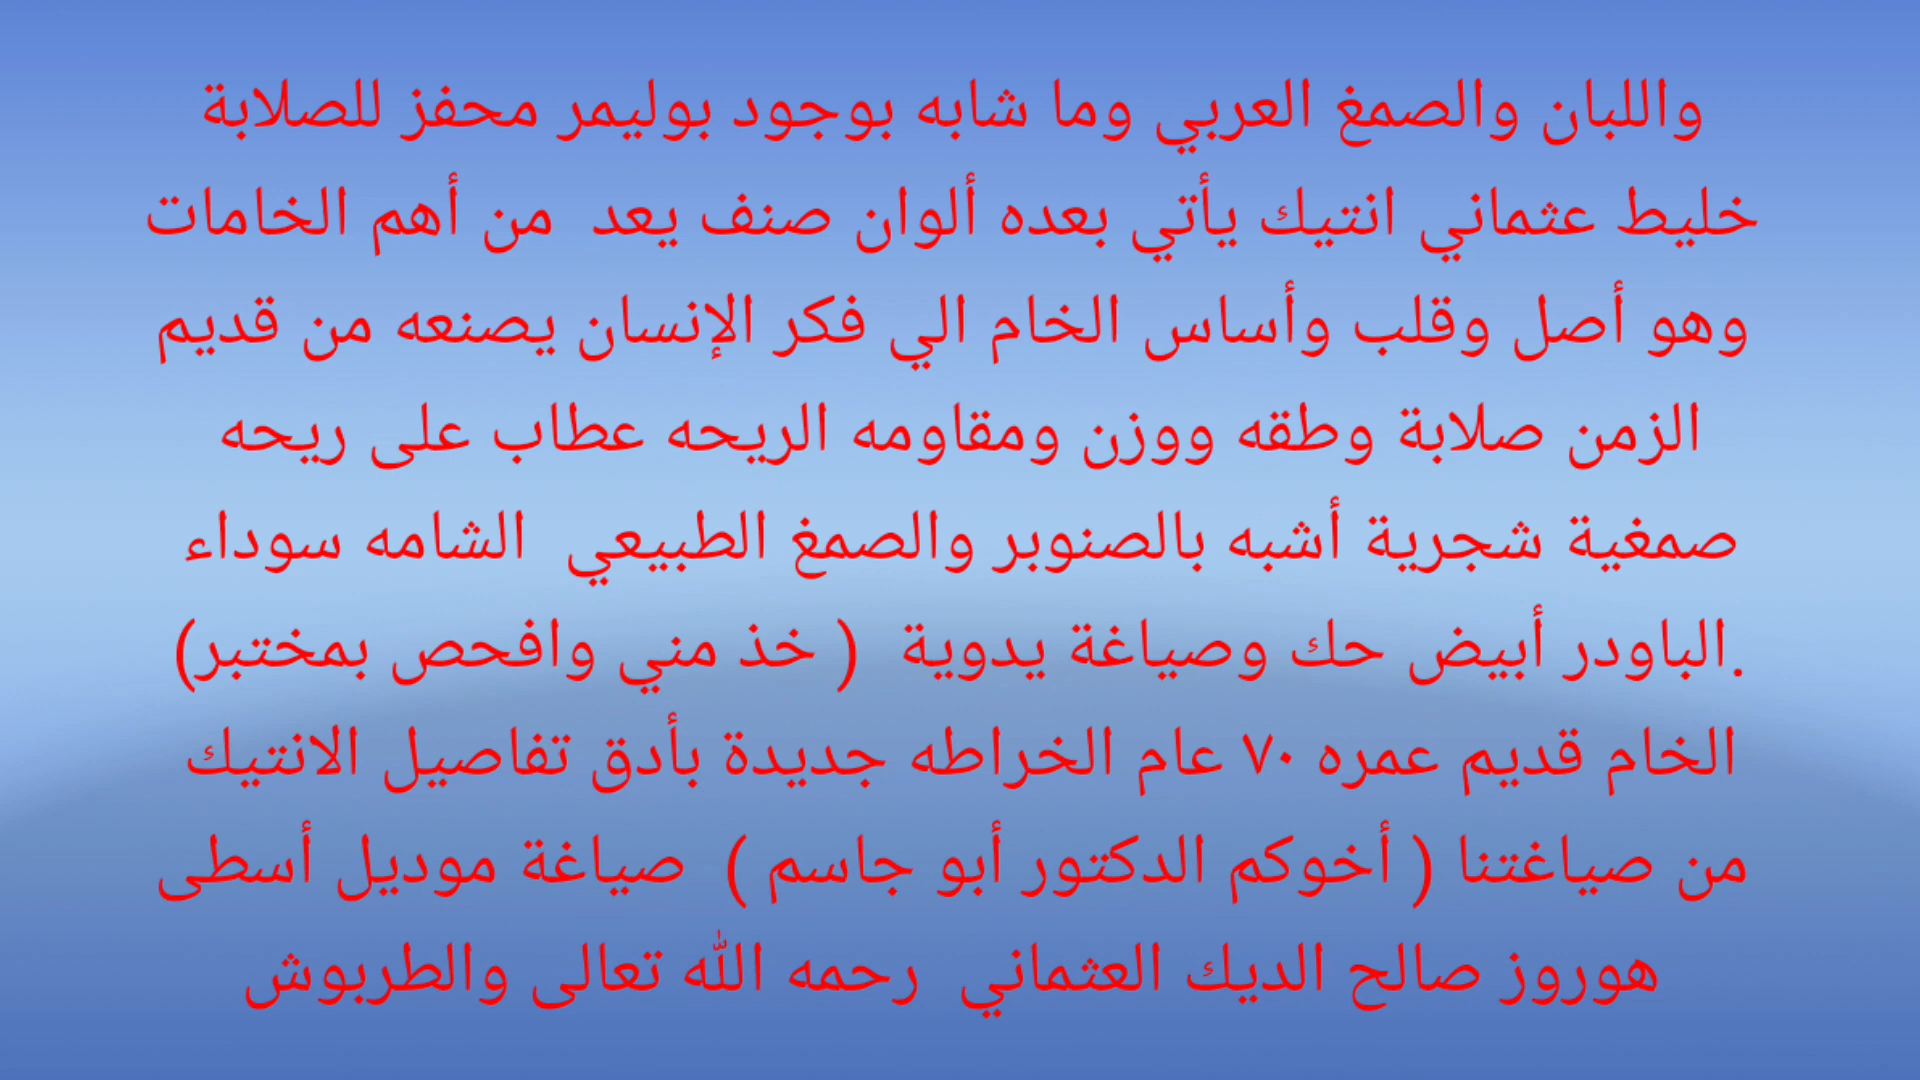 واللبان والصمغ العربي وما شابه بوجود بوليمر محفز للصلابة
خليط عثماني انتيك يأتي بعده ألوان صنف يعد من أهم الخامات
وهو أصل وقلب وأساس الخام الي فكر الإنسان يصنعه من قديم
الزمن صلابة وطقه ووزن ومقاومه الريحه عطاب على ريحه
صمغية شجرية أشبه بالصنوبر والصمغ الطبيعي الشامه سوداء
.الباودر أبيض حك وصياغة يدوية ( خذ مني وافحص بمختبر)
الخام قديم عمره ٧٠ عام الخراطه جديدة بأدق تفاصيل الانتيك
من صياغتنا ( أخوكم الدكتور أبو جاسم ) صياغة موديل أسطى
هوروز صالح الديك العثماني رحمه الله تعالى والطربوش